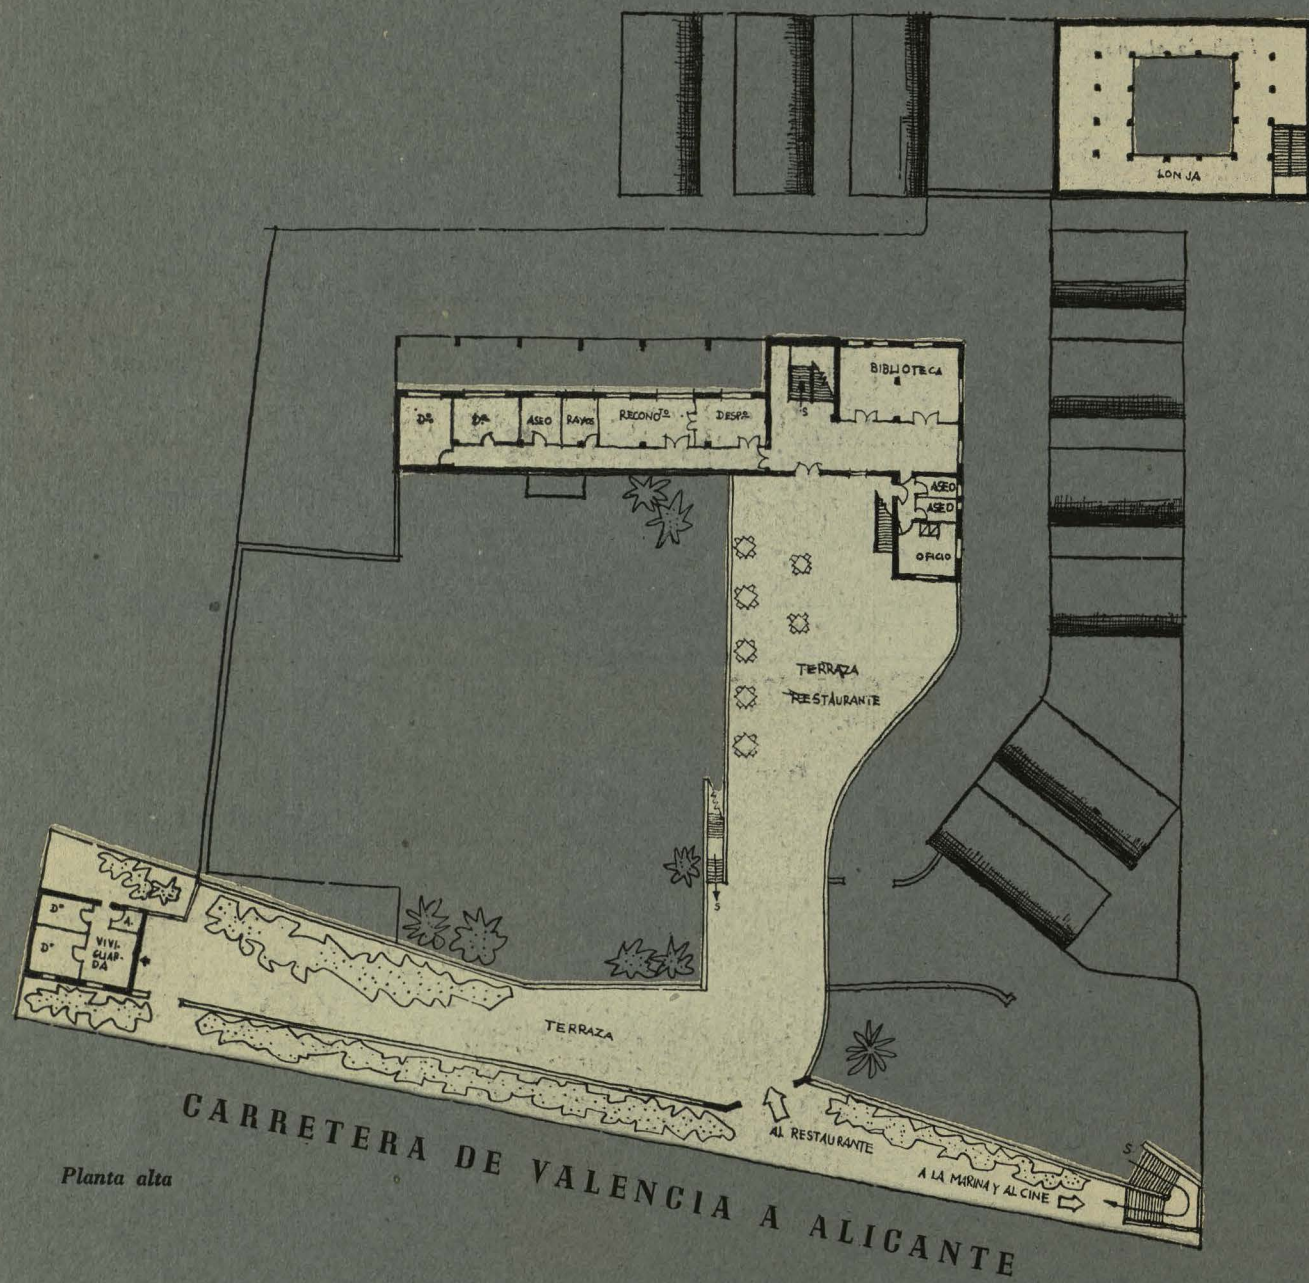 LONJA
BIBLIOTECA
Dº
Dº
ASEO
RAYOS
RECONOTO
DESPO
S
ASEO
ASEO
OFICIO
TERRAZA
RESTAURANTE
S
Dº
A.
Dº
VIVI.
GUAR-
DA
TERRAZA
AL RESTAURANTE
A LA MARINA Y AL CINE
S
CARRETERA DE VALENCIA A ALICANTE
Planta alta